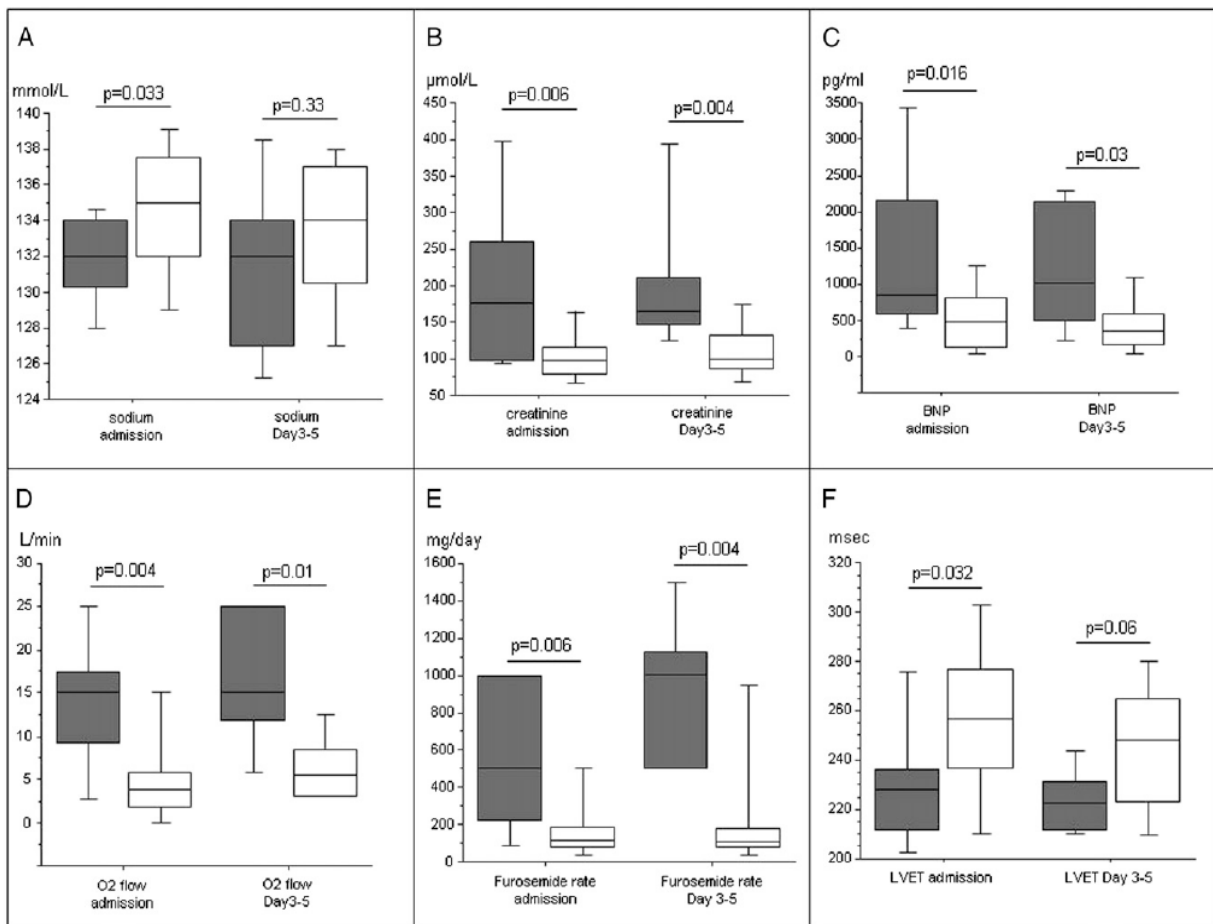 A
mmol/L
p=0.033
p=0.33
140
138
136
134
132
130
128
126
124
sodium
admission
sodium
Day3-5
B
µmol/L
p=0.006
p=0.004
450
400
350
300
250
200
150
100
50
creatinine
admission
creatinine
Day3-5
C
pg/ml
p=0.016
p=0.03
3500
3000
2500
2000
1500
1000
500
0
BNP
admission
BNP
Day3-5
D
L/min
p=0.004
p=0.01
30
25
20
15
10
5
0
O2 flow
admission
O2 flow
Day3-5
E
mg/day
p=0.006
p=0.004
1600
1400
1200
1000
800
600
400
200
0
Furosemide rate
admission
Furosemide rate
Day 3-5
F
msec
p=0.032
p=0.06
320
300
280
260
240
220
200
LVET admission
LVET Day 3-5